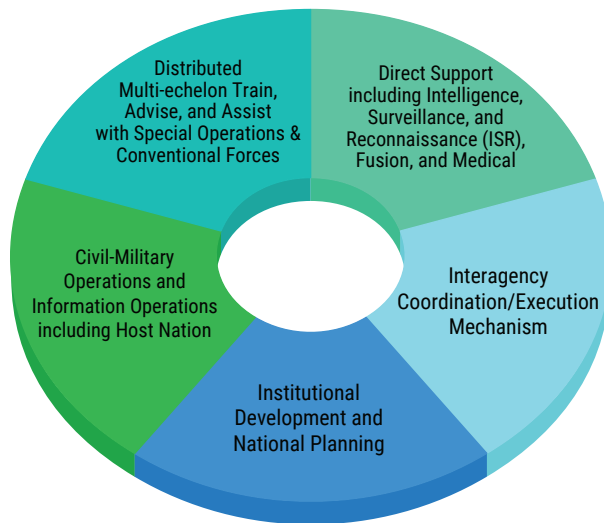 Distributed
Multi-echelon Train,
Advise, and Assist
with Special Operations &
Conventional Forces
Direct Support
including Intelligence,
Surveillance, and
Reconnaissance (ISR),
Fusion, and Medical
Civil-Military
Operations and
Information Operations
including Host Nation
Interagency
Coordination/Execution
Mechanism
Institutional
Development and
National Planning